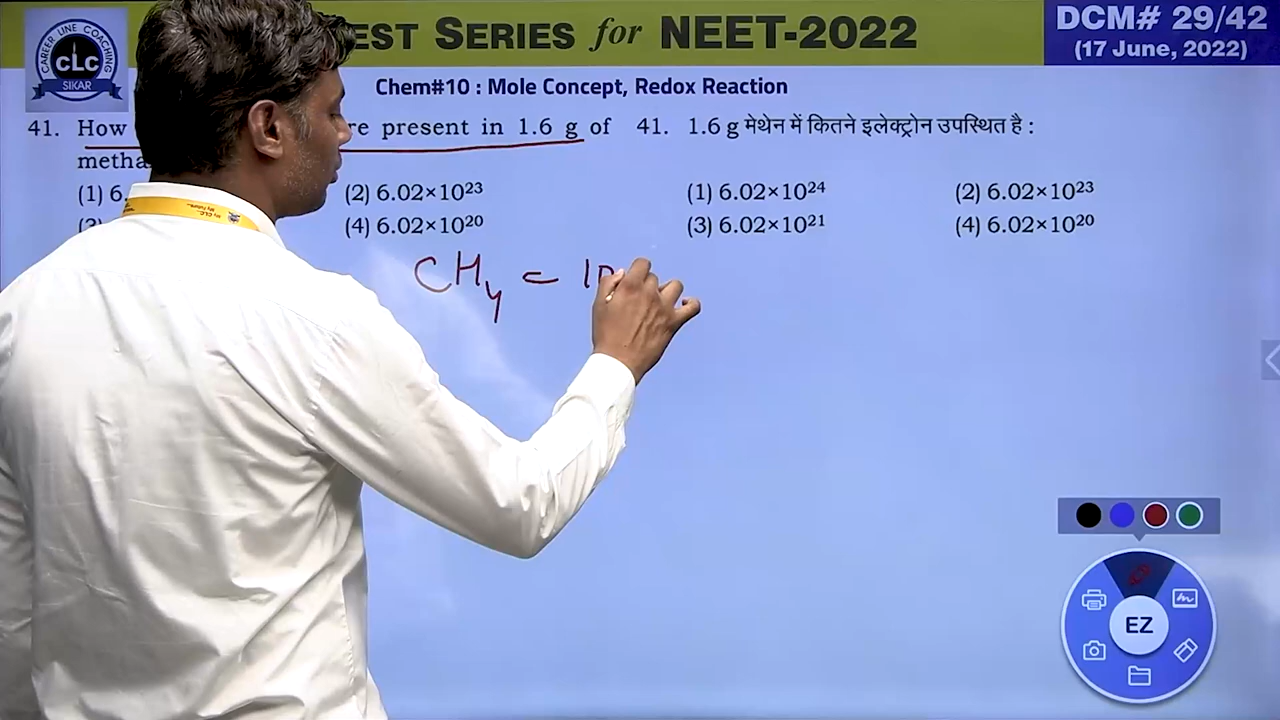 EST SERIES for NEET-2022
DCM# 29/42
(17 June, 2022)
CAREER LINE COACHING
CLC
SIKAR
Chem#10 : Mole Concept, Redox Reaction
41. How re present in 1.6 g of
metha
(1) 6. (2) 6.02×10²³
(4) 6.02×10²⁰
41. 1.6 g मेथेन में कितने इलेक्ट्रोन उपस्थित है :
(1) 6.02×10²⁴ (2) 6.02×10²³
(3) 6.02×10²¹ (4) 6.02×10²⁰
CH₄ = 10
EZ